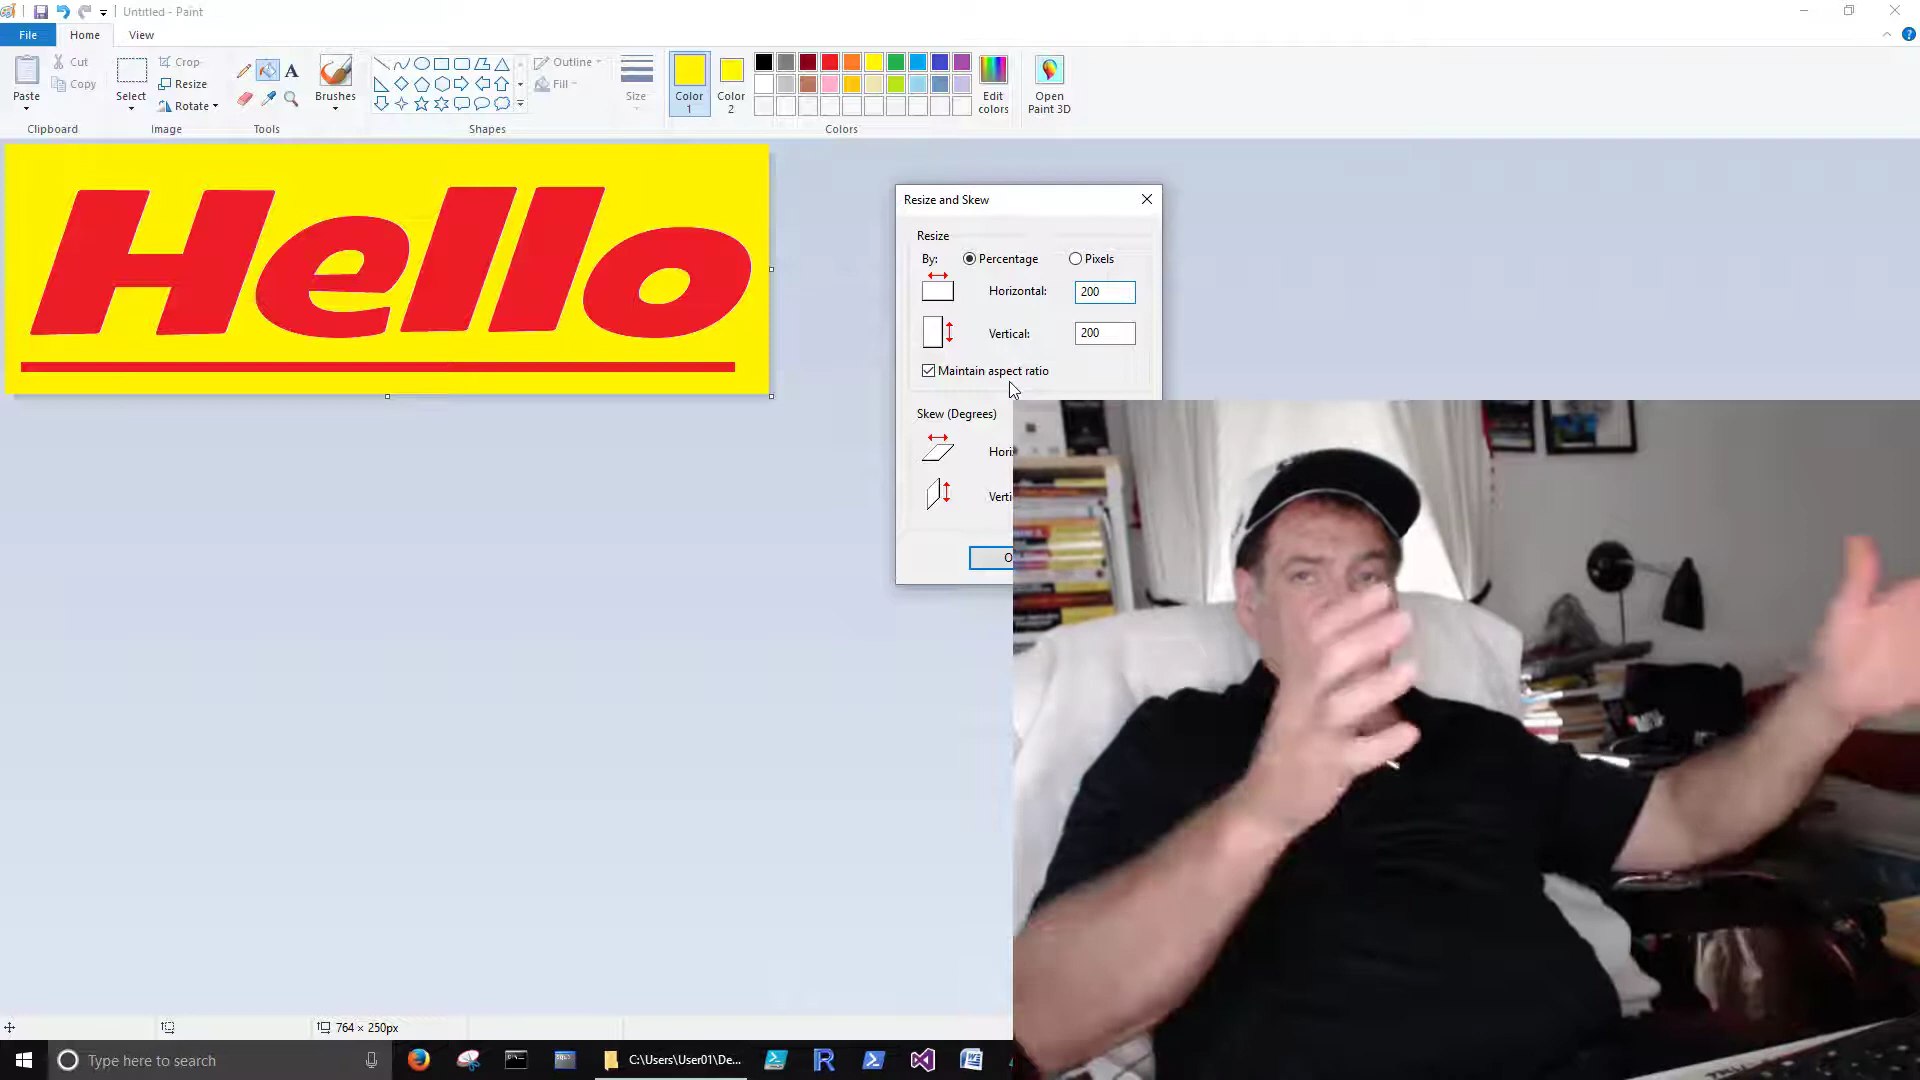 Untitled - Paint
File Home View
Paste
Cut
Copy
Clipboard
Select
Crop
Resize
Rotate
Image
A
Tools
Brushes
Shapes
Outline
Fill
Size
Color 1
Color 2
Edit colors
Colors
Open Paint 3D
Hello
Resize and Skew
Resize
By: Percentage Pixels
Horizontal: 200
Vertical: 200
Maintain aspect ratio
Skew (Degrees)
Hori
Verti
O
764 × 250px
Type here to search
C:\Users\User01\De...